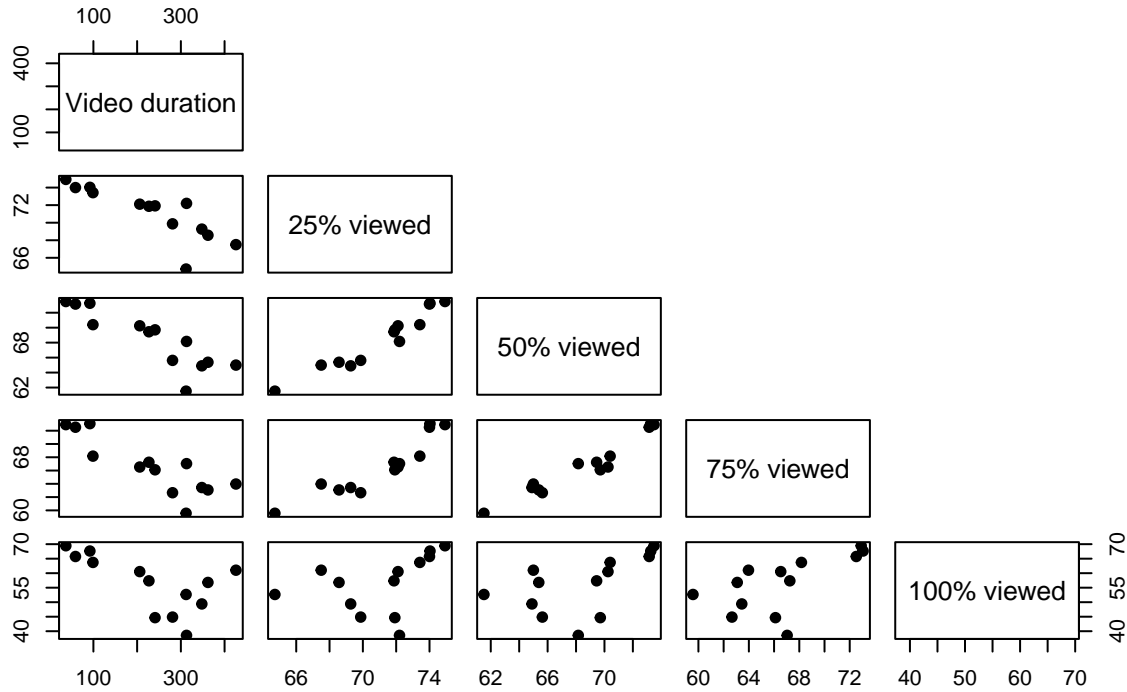 100 300
100 400
Video duration
66 72
25% viewed
62 68
50% viewed
60 68
75% viewed
40 55 70
100% viewed
40 55 70
100 300 66 70 74 62 66 70 60 64 68 72 40 50 60 70